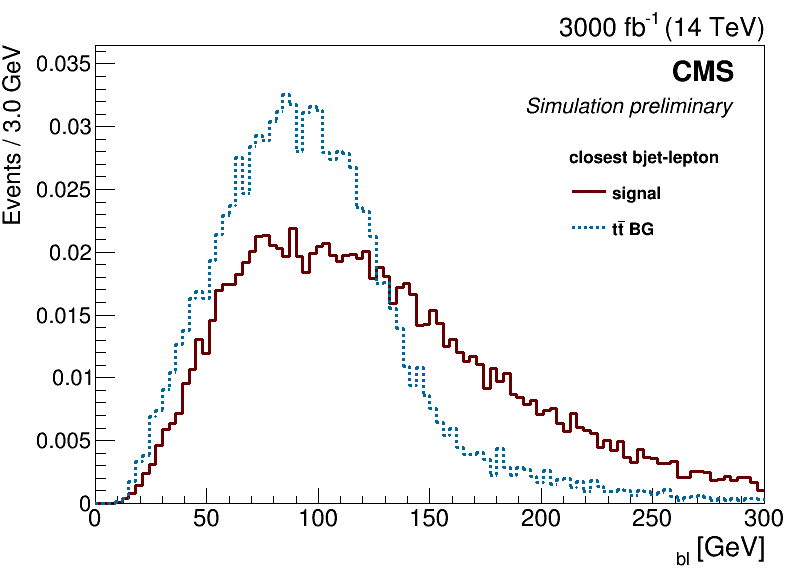 3000 fb⁻¹ (14 TeV)
CMS
Simulation preliminary
closest bjet-lepton
signal
tt̄ BG
Events / 3.0 GeV
0.035
0.03
0.025
0.02
0.015
0.01
0.005
0
0 50 100 150 200 250 300
bl [GeV]